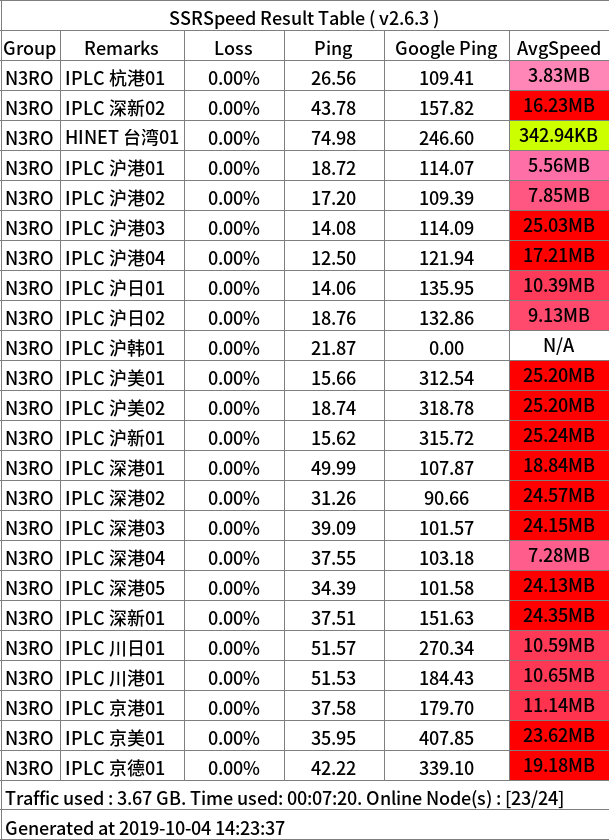 SSRSpeed Result Table ( v2.6.3 )
Group Remarks Loss Ping Google Ping AvgSpeed
N3RO IPLC 杭港01 0.00% 26.56 109.41 3.83MB
N3RO IPLC 深新02 0.00% 43.78 157.82 16.23MB
N3RO HINET 台湾01 0.00% 74.98 246.60 342.94KB
N3RO IPLC 沪港01 0.00% 18.72 114.07 5.56MB
N3RO IPLC 沪港02 0.00% 17.20 109.39 7.85MB
N3RO IPLC 沪港03 0.00% 14.08 114.09 25.03MB
N3RO IPLC 沪港04 0.00% 12.50 121.94 17.21MB
N3RO IPLC 沪日01 0.00% 14.06 135.95 10.39MB
N3RO IPLC 沪日02 0.00% 18.76 132.86 9.13MB
N3RO IPLC 沪韩01 0.00% 21.87 0.00 N/A
N3RO IPLC 沪美01 0.00% 15.66 312.54 25.20MB
N3RO IPLC 沪美02 0.00% 18.74 318.78 25.20MB
N3RO IPLC 沪新01 0.00% 15.62 315.72 25.24MB
N3RO IPLC 深港01 0.00% 49.99 107.87 18.84MB
N3RO IPLC 深港02 0.00% 31.26 90.66 24.57MB
N3RO IPLC 深港03 0.00% 39.09 101.57 24.15MB
N3RO IPLC 深港04 0.00% 37.55 103.18 7.28MB
N3RO IPLC 深港05 0.00% 34.39 101.58 24.13MB
N3RO IPLC 深新01 0.00% 37.51 151.63 24.35MB
N3RO IPLC 川日01 0.00% 51.57 270.34 10.59MB
N3RO IPLC 川港01 0.00% 51.53 184.43 10.65MB
N3RO IPLC 京港01 0.00% 37.58 179.70 11.14MB
N3RO IPLC 京美01 0.00% 35.95 407.85 23.62MB
N3RO IPLC 京德01 0.00% 42.22 339.10 19.18MB
Traffic used : 3.67 GB. Time used: 00:07:20. Online Node(s) : [23/24]
Generated at 2019-10-04 14:23:37